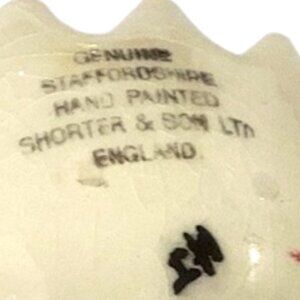 GENUINE
STAFFORDSHIRE
HAND PAINTED
SHORTER & SON LTD
ENGLAND.